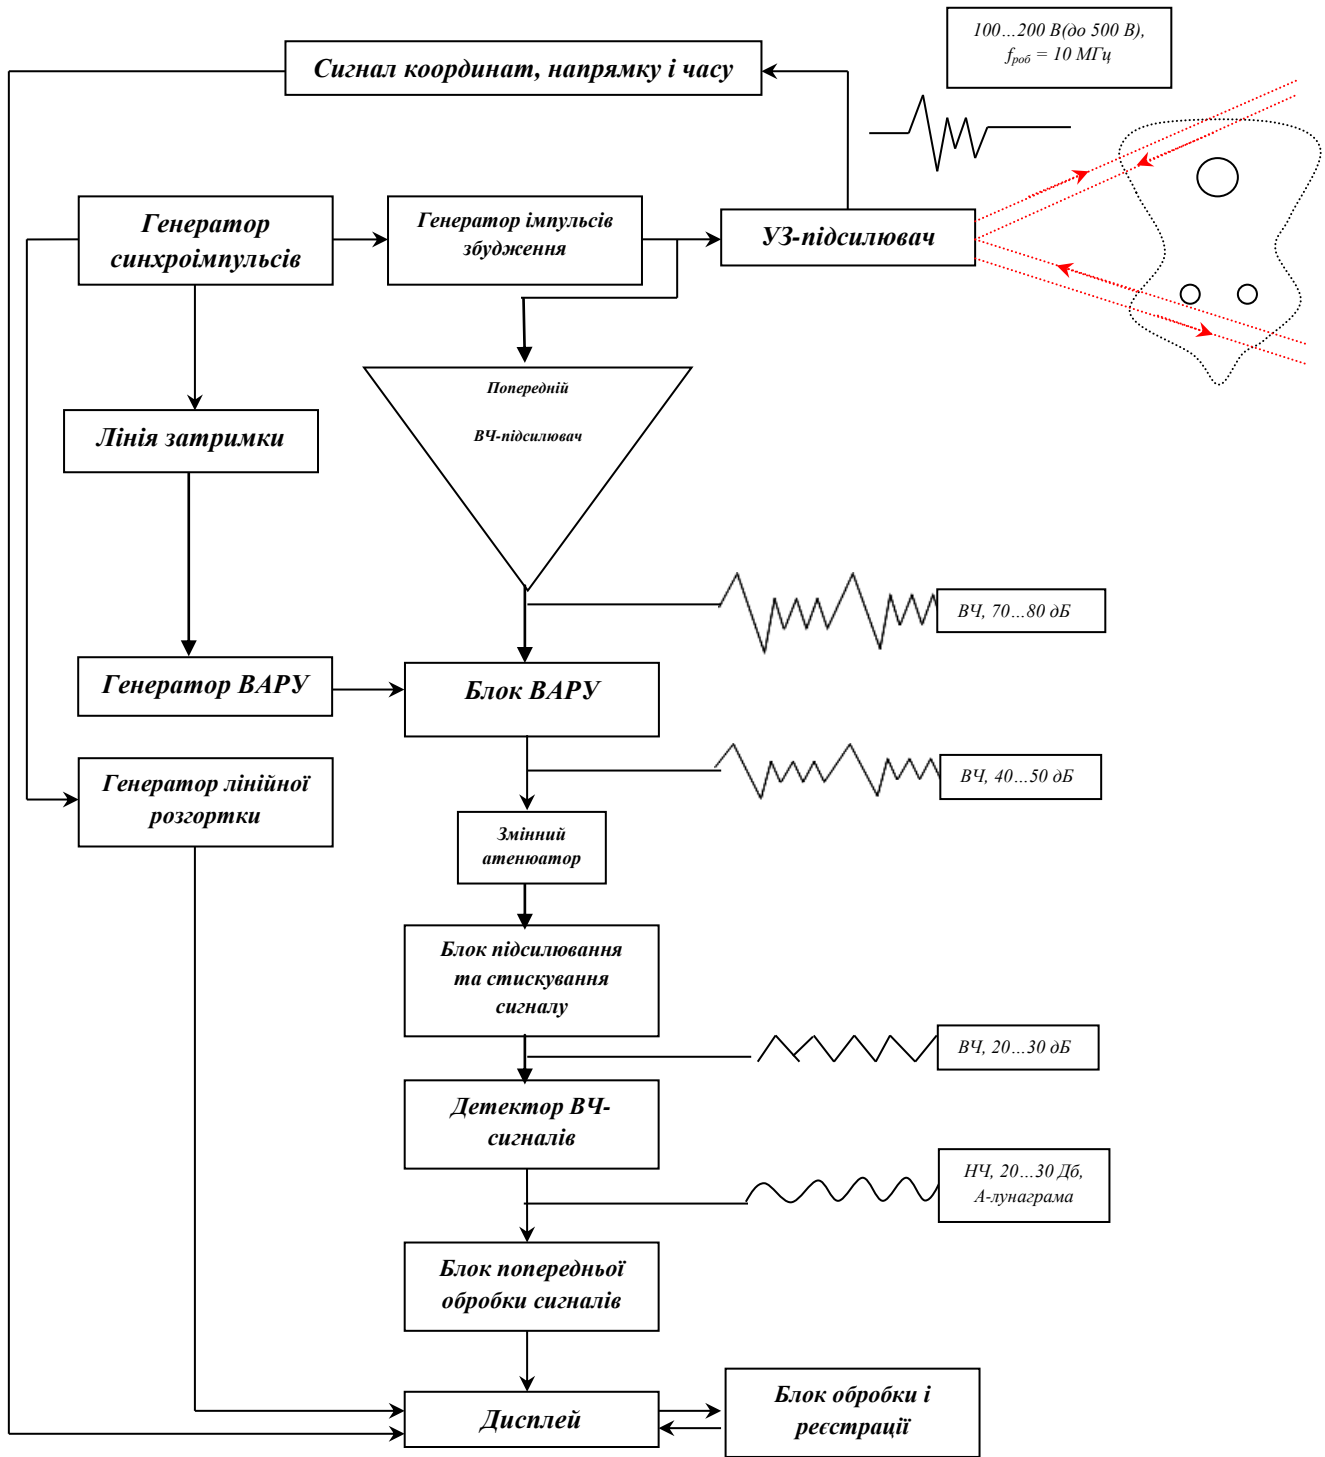 100…200 В(до 500 В),
fроб = 10 МГц
Сигнал координат, напрямку і часу
Генератор
синхроімпульсів
Генератор імпульсів
збудження
УЗ-підсилювач
Попередній
ВЧ-підсилювач
Лінія затримки
ВЧ, 70…80 дБ
Генератор ВАРУ
Блок ВАРУ
Генератор лінійної
розгортки
ВЧ, 40…50 дБ
Змінний
атенюатор
Блок підсилювання
та стискування
сигналу
ВЧ, 20…30 дБ
Детектор ВЧ-
сигналів
НЧ, 20…30 Дб,
А-лунаграма
Блок попередньої
обробки сигналів
Дисплей
Блок обробки і
реєстрації